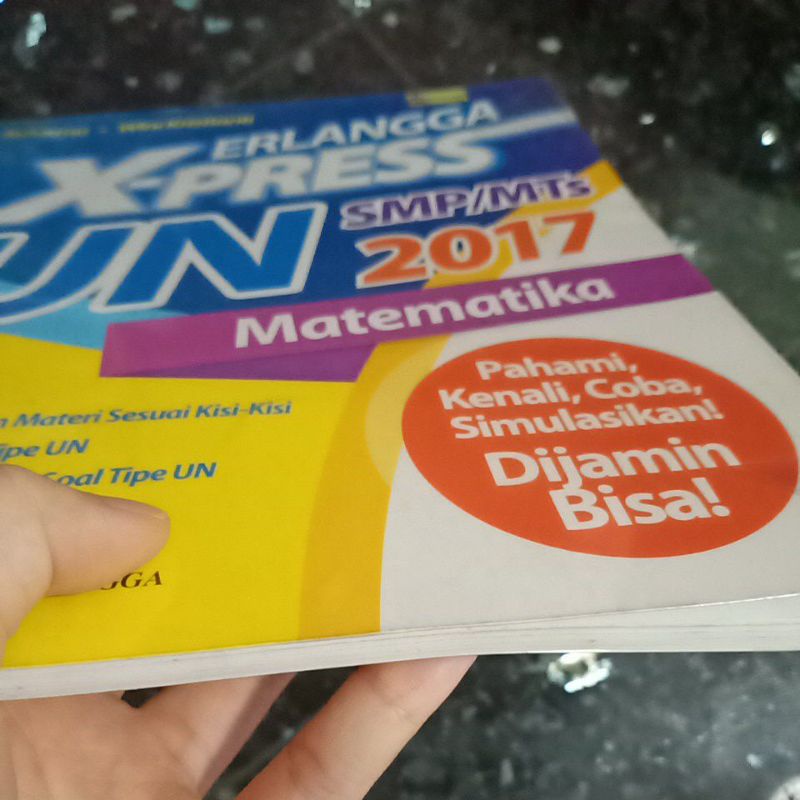 ERLANGGA
X-PRESS
UN SMP/MTs
2017
Matematika
Pahami,
Kenali, Coba,
Simulasikan!
Dijamin
Bisa!
Materi Sesuai Kisi-Kisi
UN
Soal Tipe UN